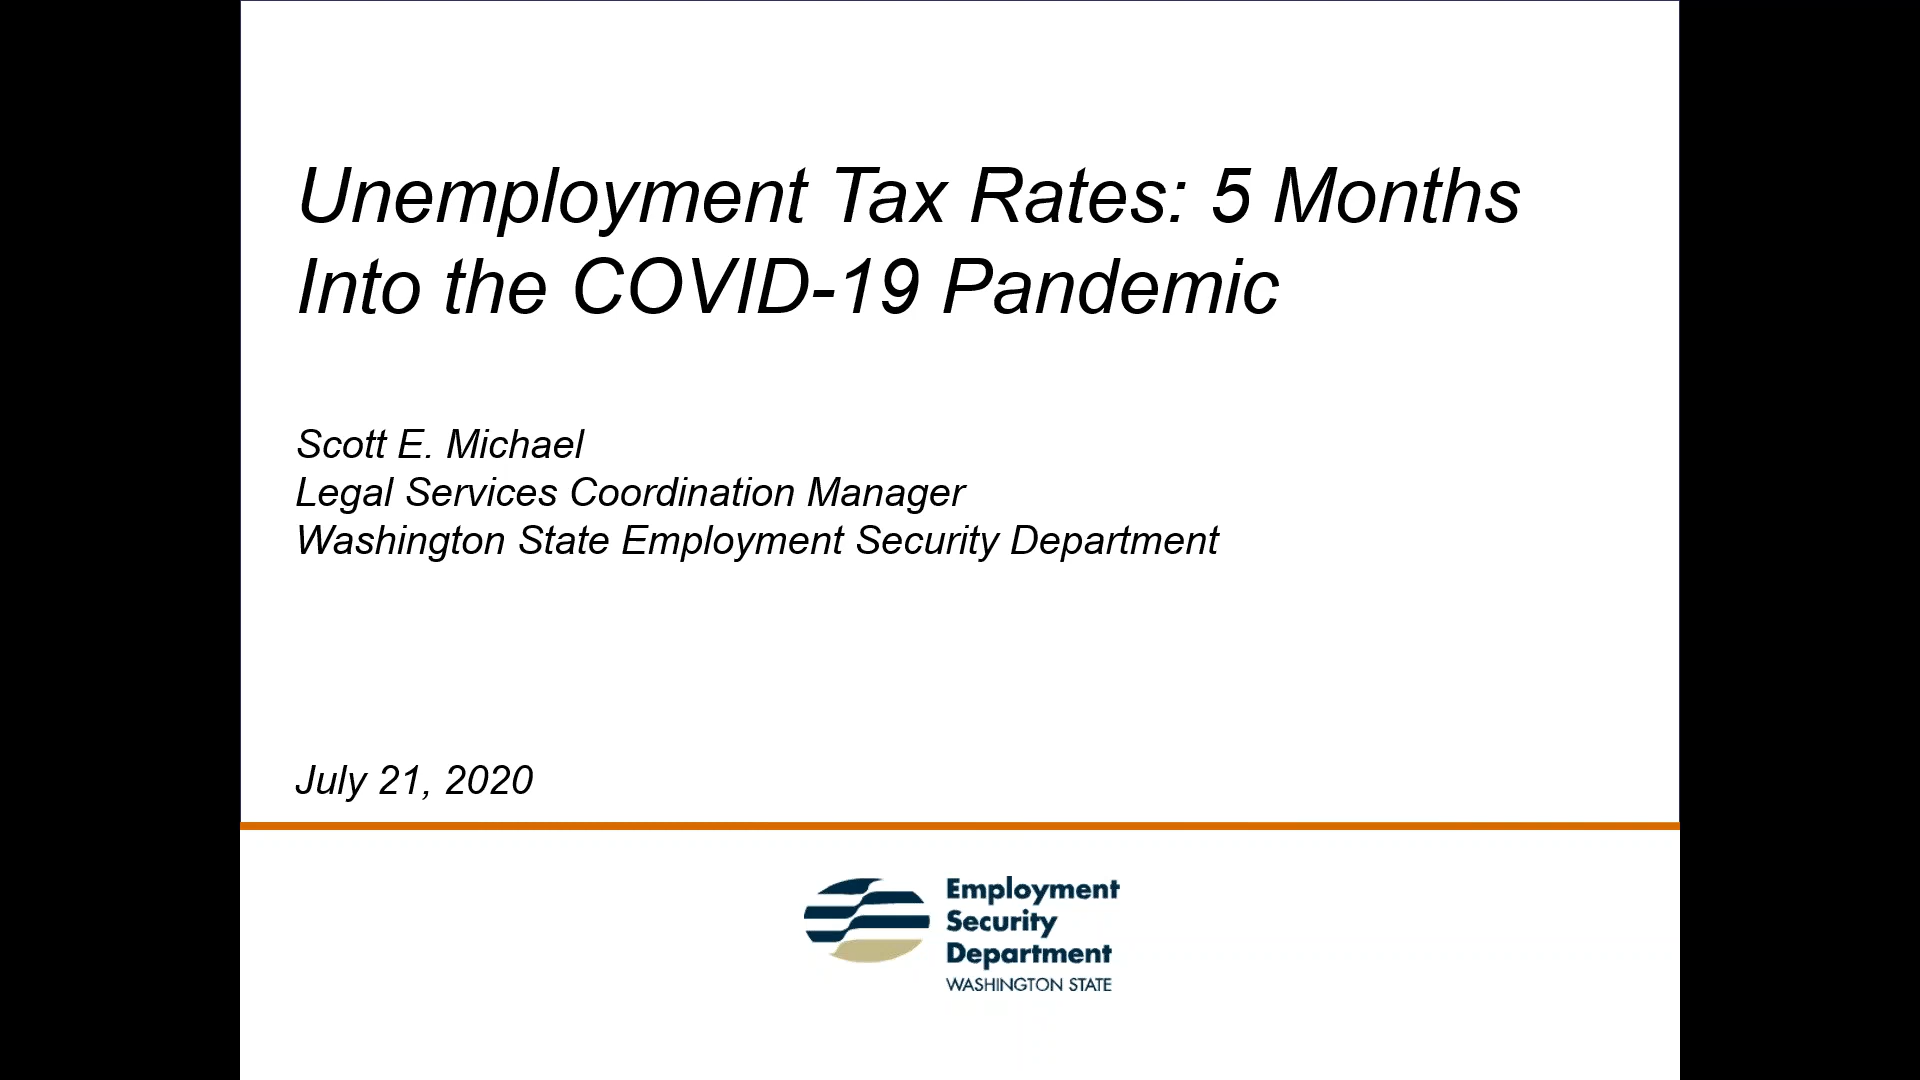 Unemployment Tax Rates: 5 Months
Into the COVID-19 Pandemic
Scott E. Michael
Legal Services Coordination Manager
Washington State Employment Security Department
July 21, 2020
Employment
Security
Department
WASHINGTON STATE